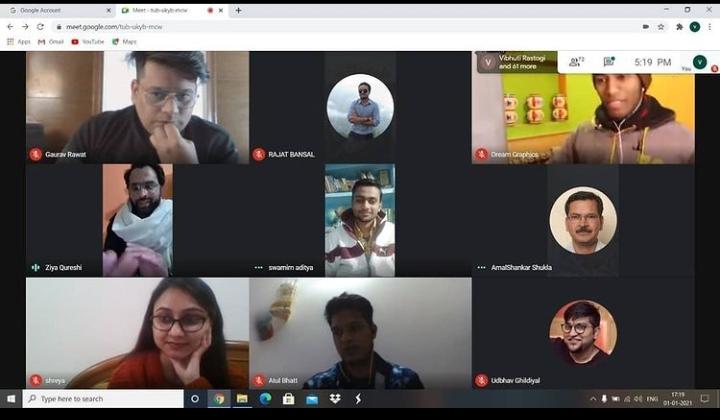 Google Account
Meet - tub-ukyb-mcw
meet.google.com/tub-ukyb-mcw
Apps
Gmail
YouTube
Maps
Vibhuti Rastogi
and 61 more
V
72
5:19 PM
You
V
Gaurav Rawat
RAJAT BANSAL
Dream Graphics
Ziya Qureshi
swarnim aditya
AmalShankar Shukla
shreya
Atul Bhatt
Udbhav Ghildiyal
Type here to search
ENG
17:19
01-01-2021